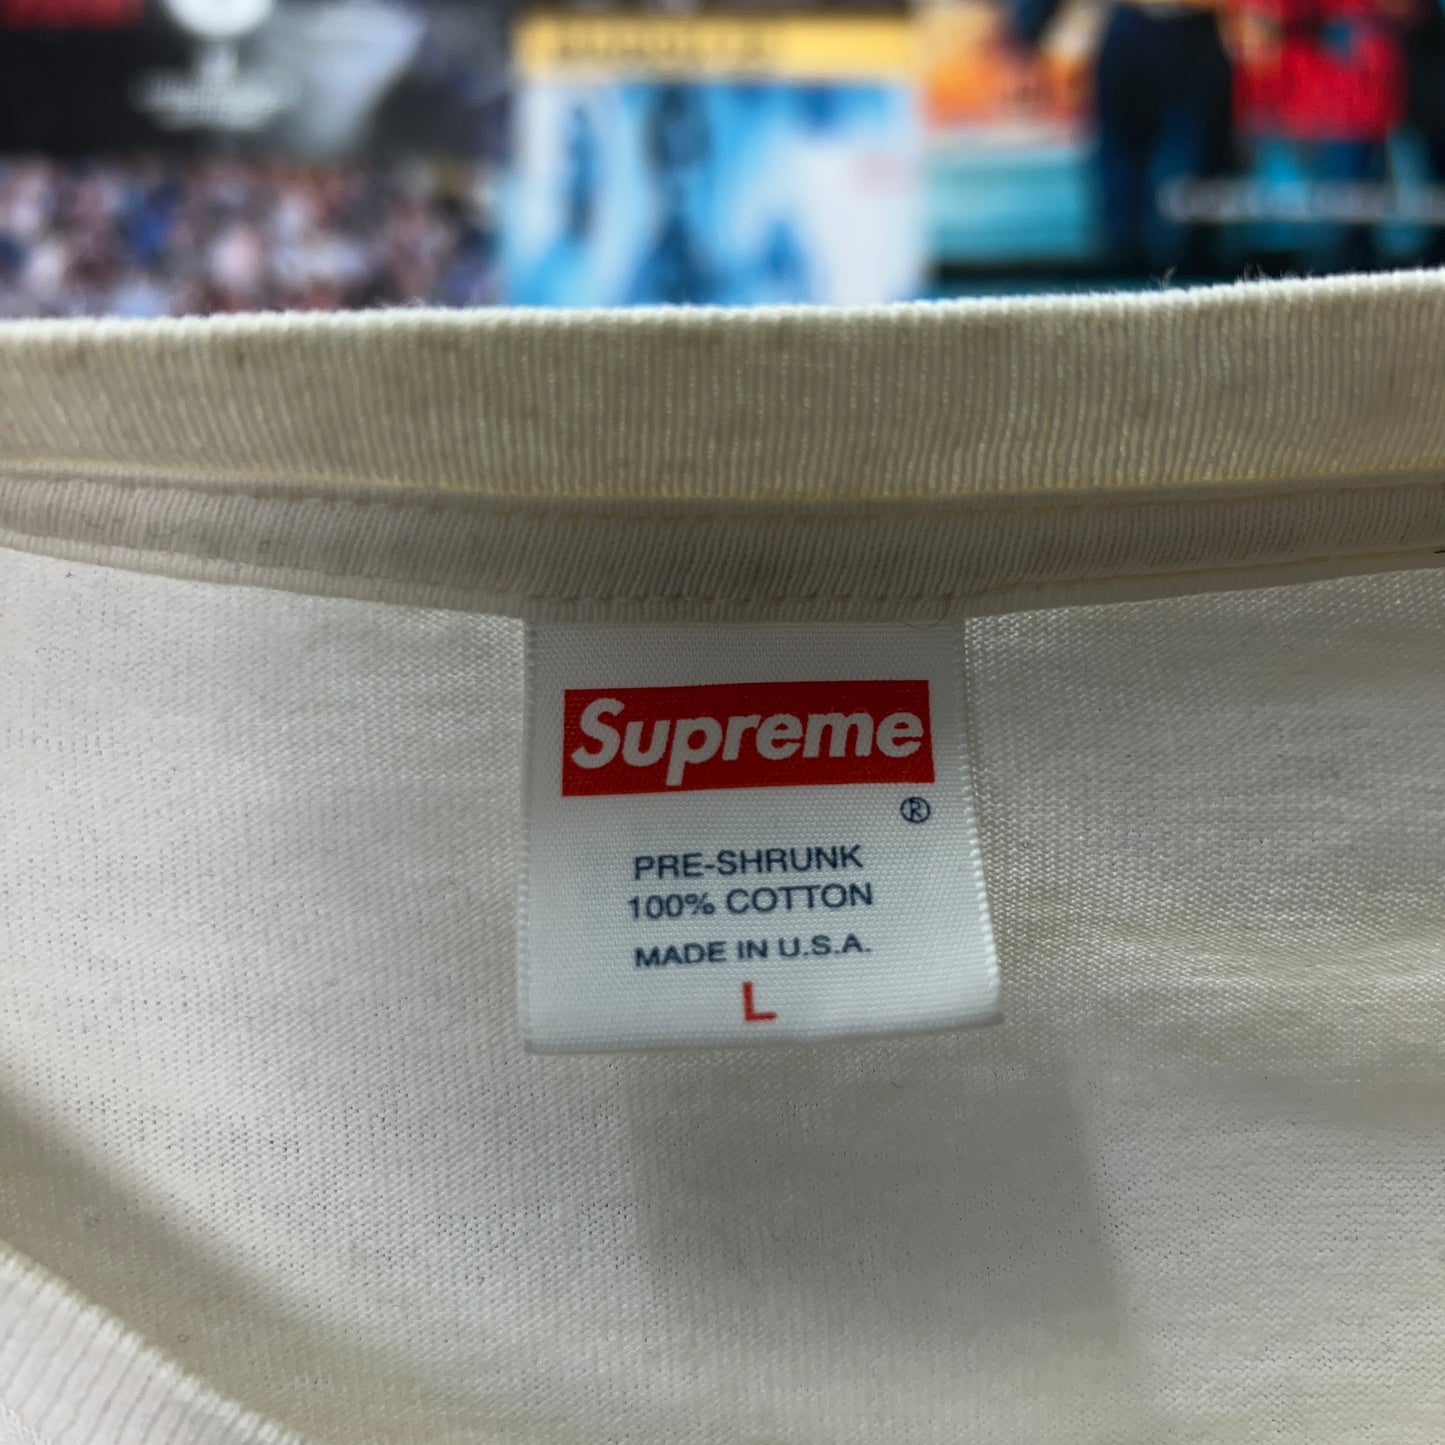 Supreme
®
PRE-SHRUNK
100% COTTON
MADE IN U.S.A.
L